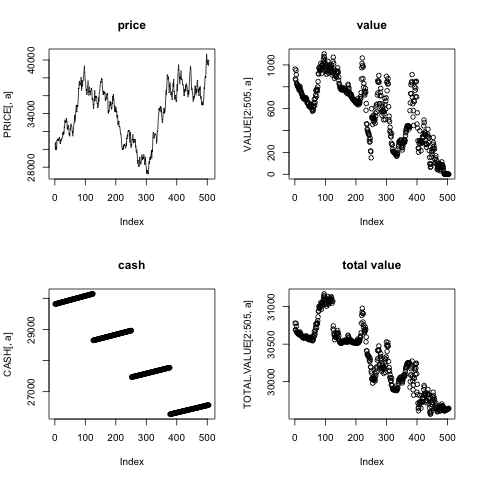 price
PRICE[, a]
40000
34000
28000
0 100 200 300 400 500
Index
value
VALUE[2:505, a]
1000
600
200
0
0 100 200 300 400 500
Index
cash
CASH[, a]
29000
27000
0 100 200 300 400 500
Index
total value
TOTAL.VALUE[2:505, a]
31000
30500
30000
0 100 200 300 400 500
Index